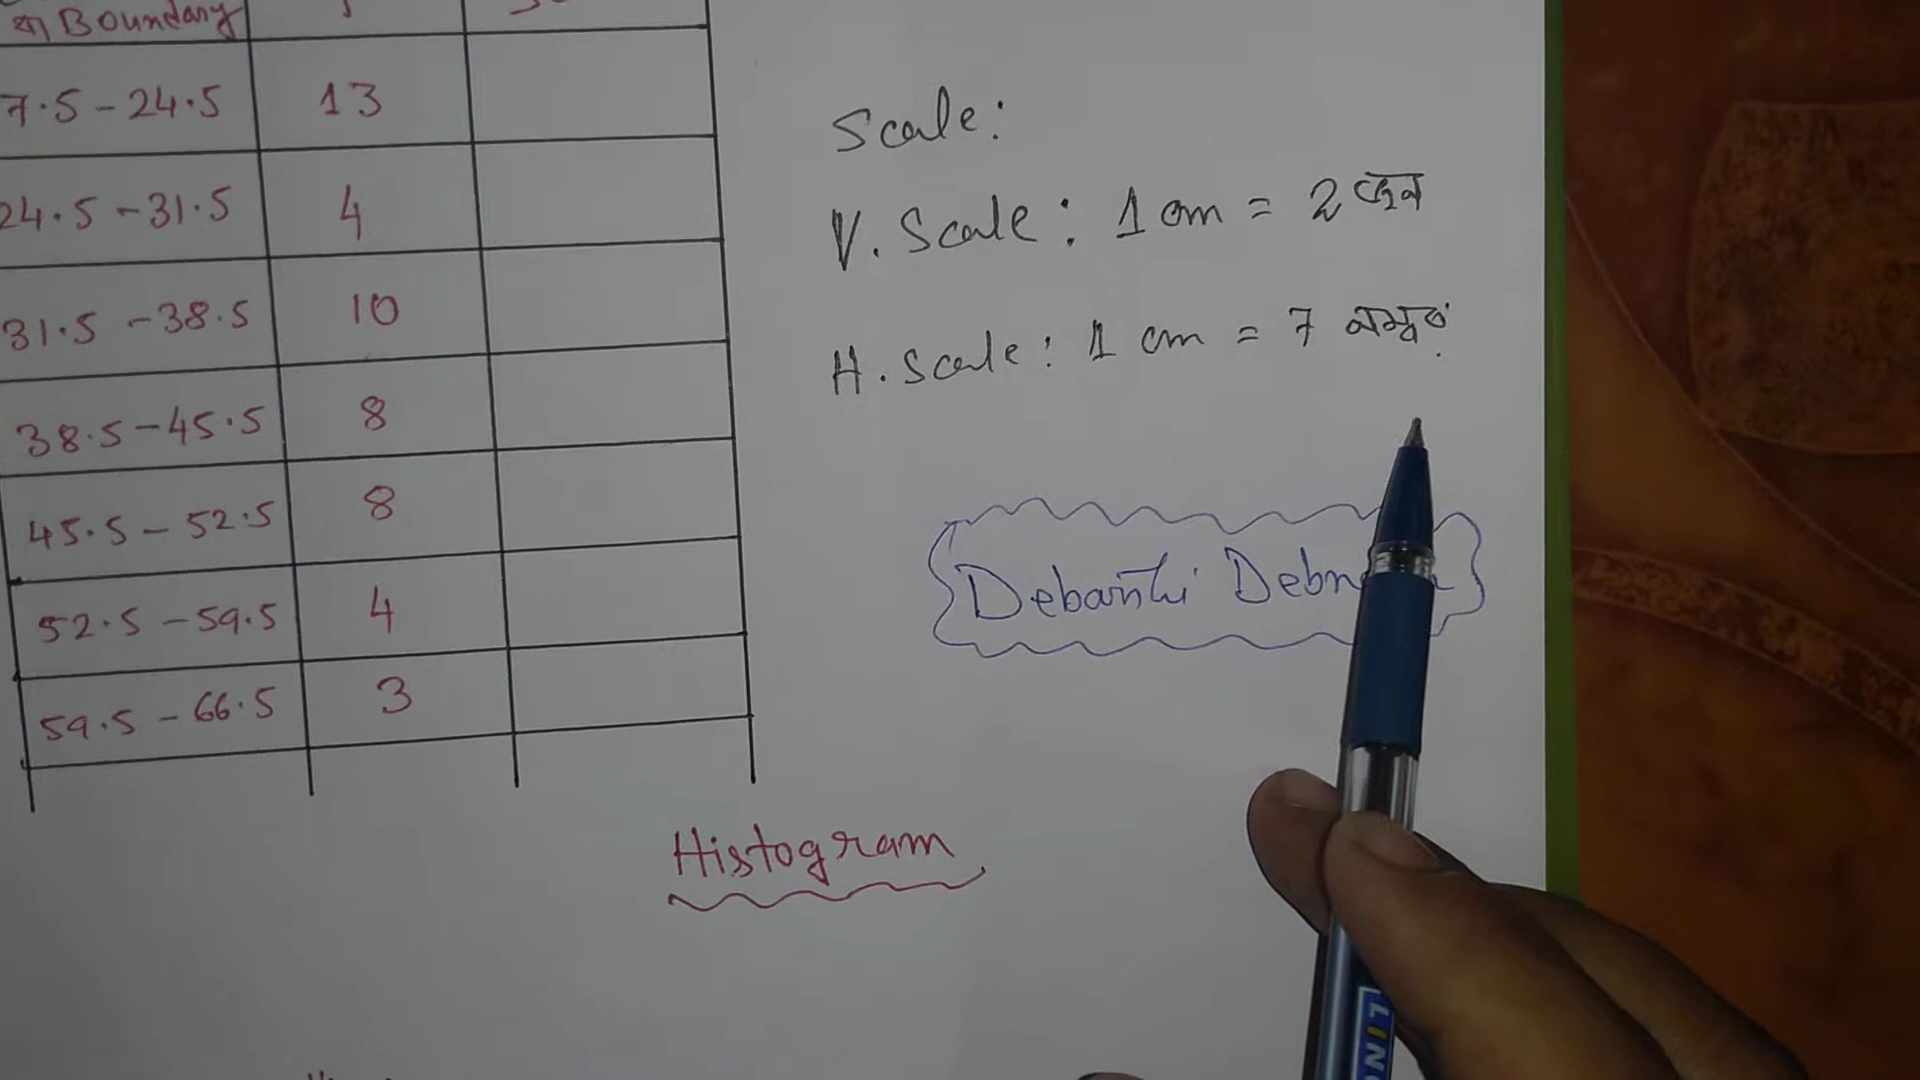 বা Boundary
7.5-24.5 13
24.5-31.5 4
31.5-38.5 10
38.5-45.5 8
45.5-52.5 8
52.5-59.5 4
59.5-66.5 3
Scale:
V. Scale: 1 cm = 2 জন
H. Scale: 1 cm = 7 নম্বর
Histogram
LINC